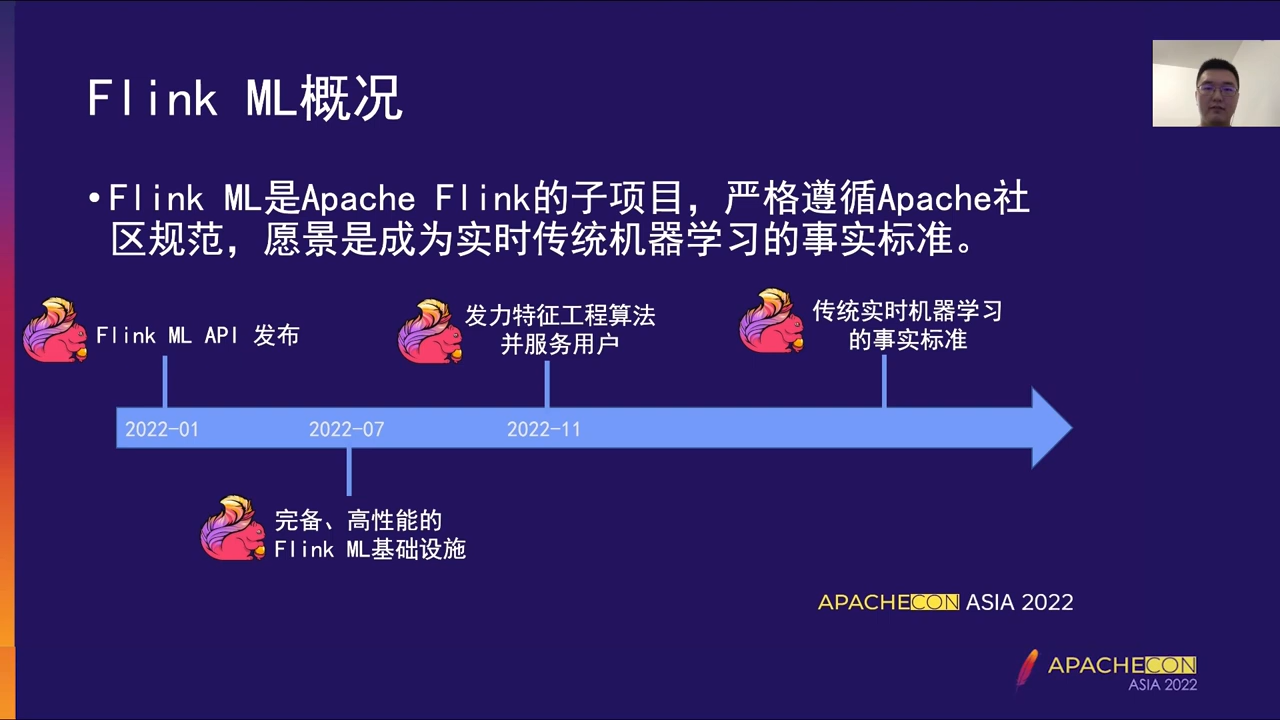 Flink ML概况
•Flink ML是Apache Flink的子项目，严格遵循Apache社
区规范，愿景是成为实时传统机器学习的事实标准。
Flink ML API 发布
发力特征工程算法
并服务用户
传统实时机器学习
的事实标准
2022-01
2022-07
2022-11
完备、高性能的
Flink ML基础设施
APACHECON ASIA 2022
APACHECON
ASIA 2022